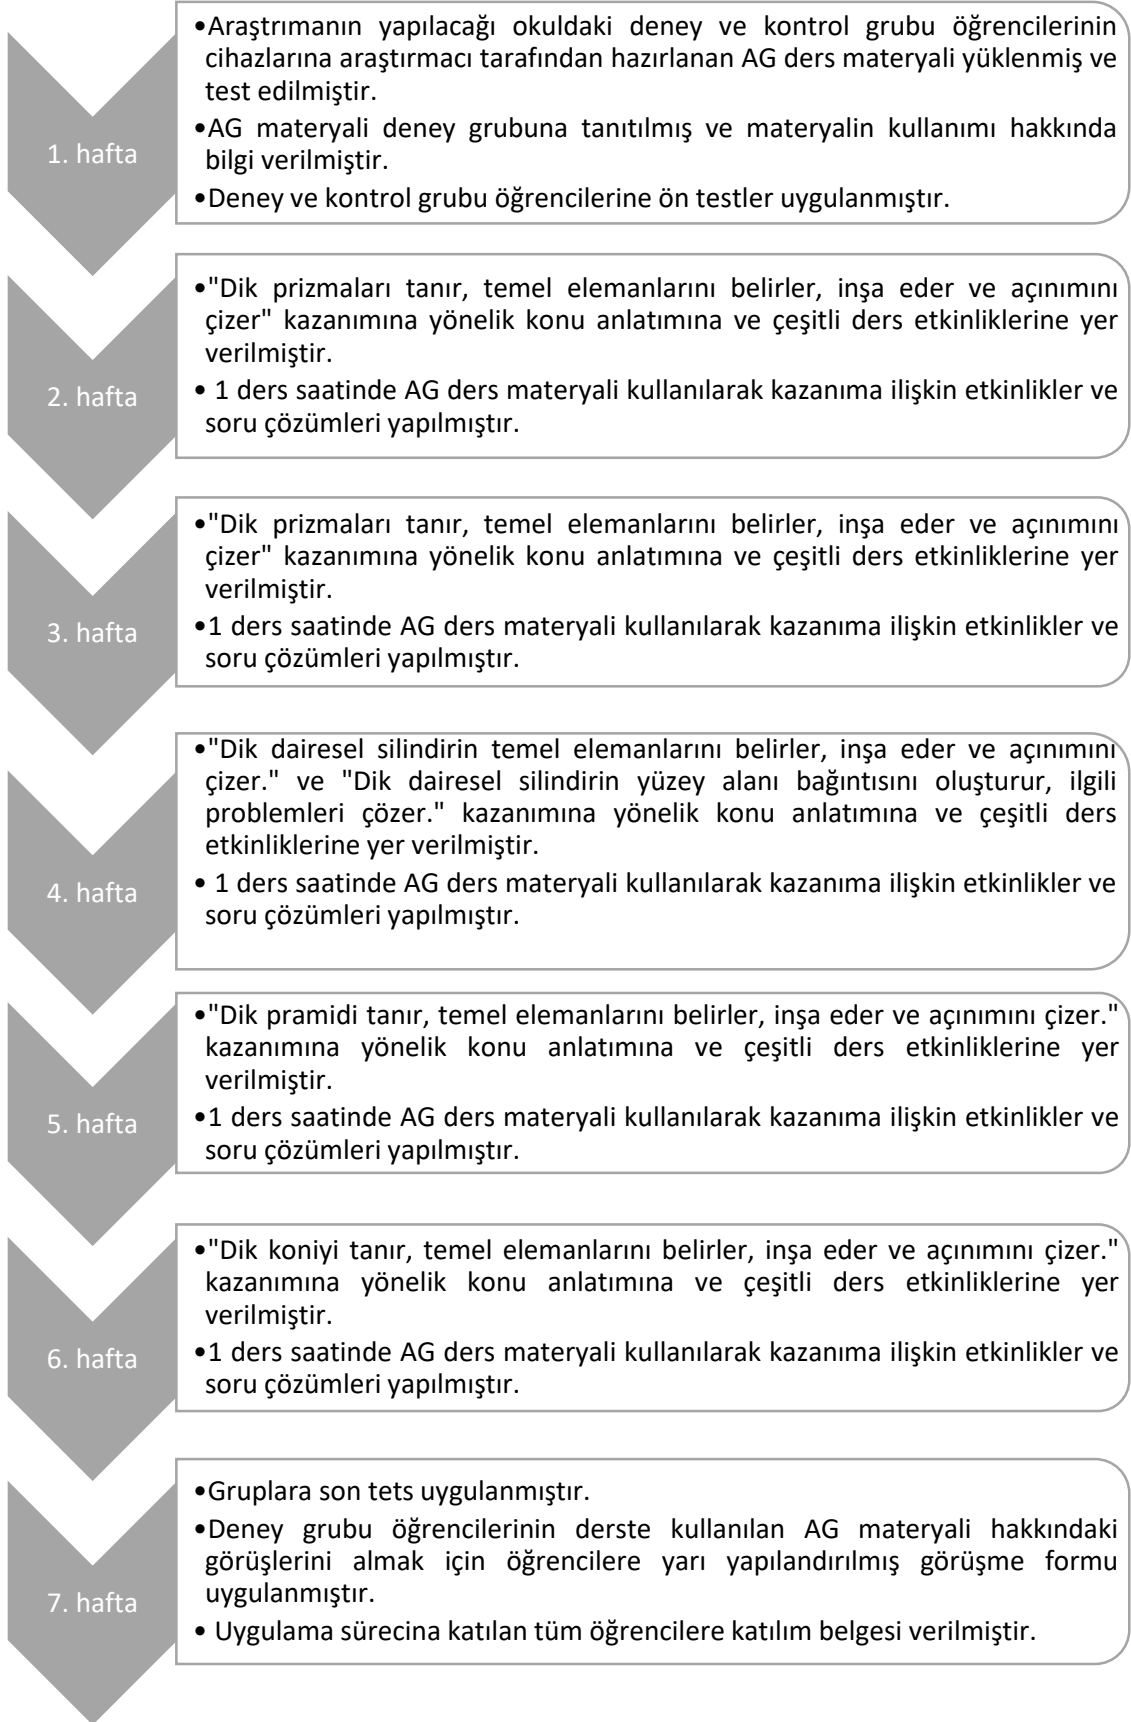 1. hafta
•Araştrımanın yapılacağı okuldaki deney ve kontrol grubu öğrencilerinin
cihazlarına araştırmacı tarafından hazırlanan AG ders materyali yüklenmiş ve
test edilmiştir.
•AG materyali deney grubuna tanıtılmış ve materyalin kullanımı hakkında
bilgi verilmiştir.
•Deney ve kontrol grubu öğrencilerine ön testler uygulanmıştır.
2. hafta
•"Dik prizmaları tanır, temel elemanlarını belirler, inşa eder ve açınımını
çizer" kazanımına yönelik konu anlatımına ve çeşitli ders etkinliklerine yer
verilmiştir.
• 1 ders saatinde AG ders materyali kullanılarak kazanıma ilişkin etkinlikler ve
soru çözümleri yapılmıştır.
3. hafta
•"Dik prizmaları tanır, temel elemanlarını belirler, inşa eder ve açınımını
çizer" kazanımına yönelik konu anlatımına ve çeşitli ders etkinliklerine yer
verilmiştir.
•1 ders saatinde AG ders materyali kullanılarak kazanıma ilişkin etkinlikler ve
soru çözümleri yapılmıştır.
4. hafta
•"Dik dairesel silindirin temel elemanlarını belirler, inşa eder ve açınımını
çizer." ve "Dik dairesel silindirin yüzey alanı bağıntısını oluşturur, ilgili
problemleri çözer." kazanımına yönelik konu anlatımına ve çeşitli ders
etkinliklerine yer verilmiştir.
• 1 ders saatinde AG ders materyali kullanılarak kazanıma ilişkin etkinlikler ve
soru çözümleri yapılmıştır.
5. hafta
•"Dik pramidi tanır, temel elemanlarını belirler, inşa eder ve açınımını çizer."
kazanımına yönelik konu anlatımına ve çeşitli ders etkinliklerine yer
verilmiştir.
•1 ders saatinde AG ders materyali kullanılarak kazanıma ilişkin etkinlikler ve
soru çözümleri yapılmıştır.
6. hafta
•"Dik koniyi tanır, temel elemanlarını belirler, inşa eder ve açınımını çizer."
kazanımına yönelik konu anlatımına ve çeşitli ders etkinliklerine yer
verilmiştir.
•1 ders saatinde AG ders materyali kullanılarak kazanıma ilişkin etkinlikler ve
soru çözümleri yapılmıştır.
7. hafta
•Gruplara son tets uygulanmıştır.
•Deney grubu öğrencilerinin derste kullanılan AG materyali hakkındaki
görüşlerini almak için öğrencilere yarı yapılandırılmış görüşme formu
uygulanmıştır.
• Uygulama sürecina katılan tüm öğrencilere katılım belgesi verilmiştir.